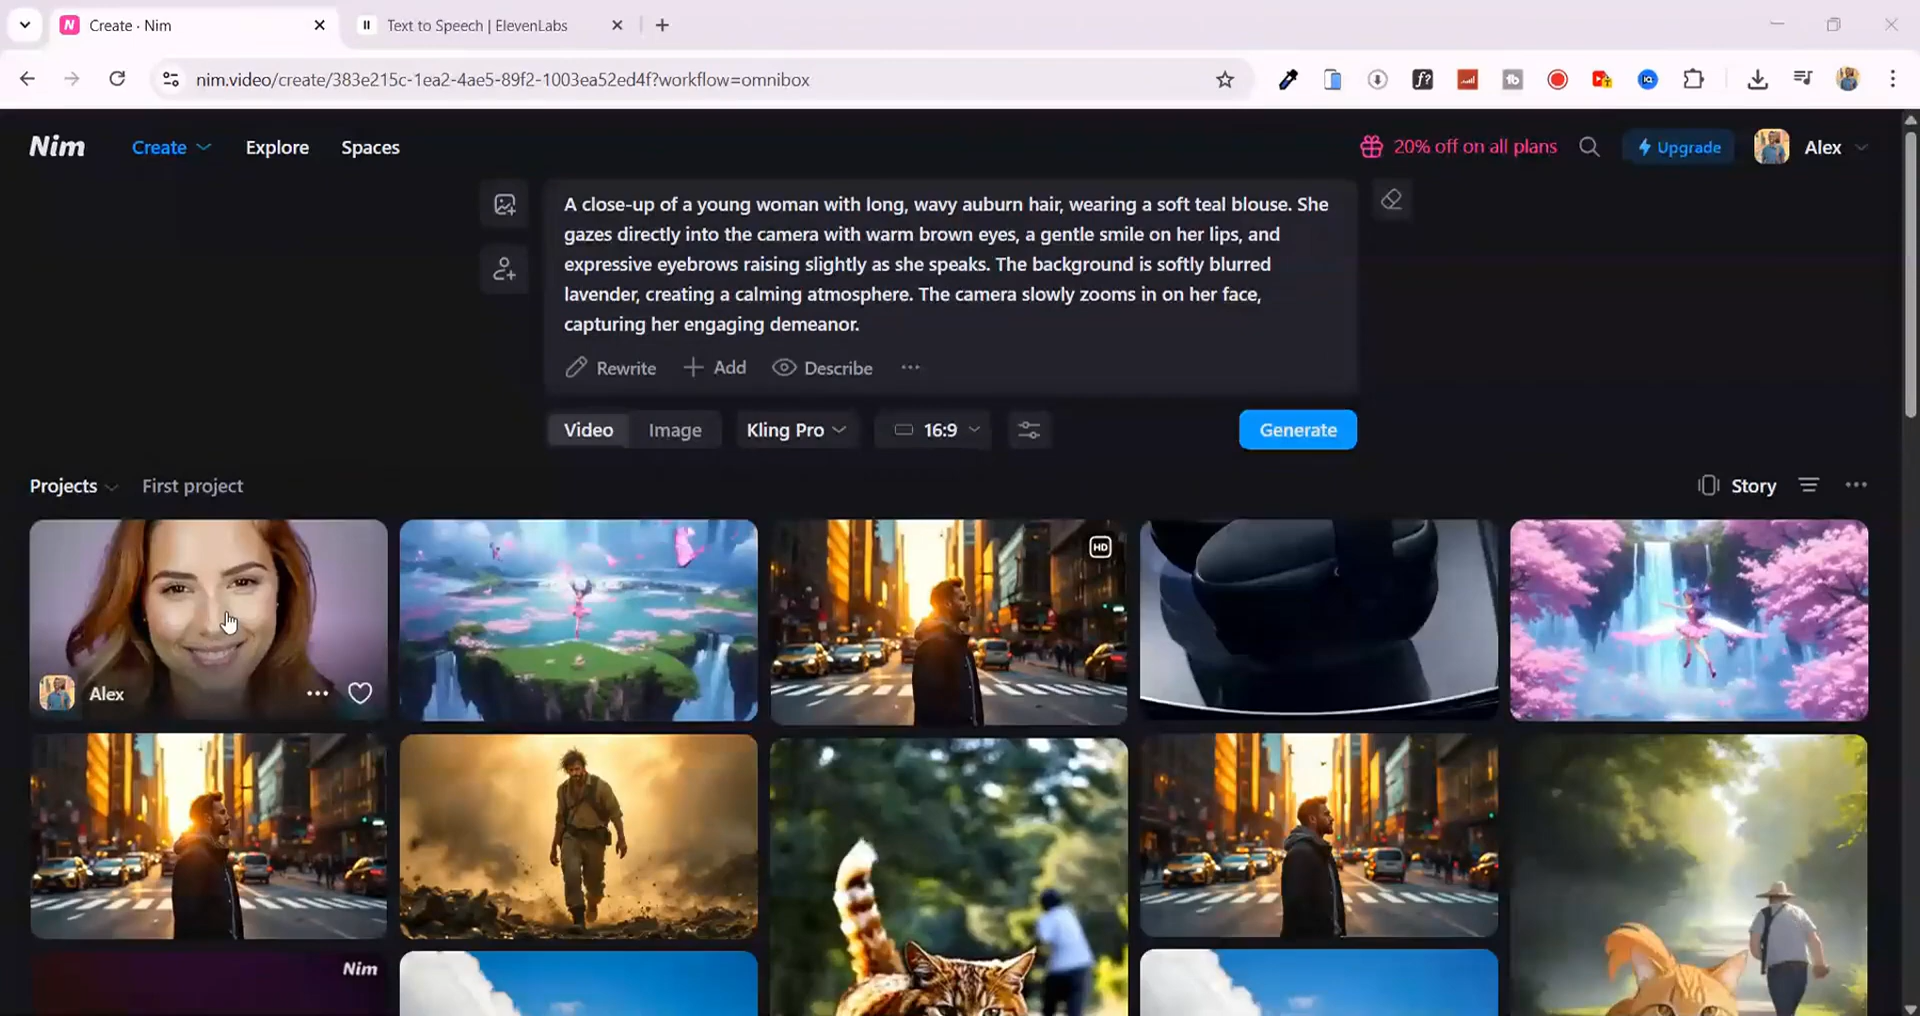 Create · Nim
Text to Speech | ElevenLabs
nim.video/create/383e215c-1ea2-4ae5-89f2-1003ea52ed4f?workflow=omnibox
Nim
Create
Explore
Spaces
20% off on all plans
Upgrade
Alex
A close-up of a young woman with long, wavy auburn hair, wearing a soft teal blouse. She
gazes directly into the camera with warm brown eyes, a gentle smile on her lips, and
expressive eyebrows raising slightly as she speaks. The background is softly blurred
lavender, creating a calming atmosphere. The camera slowly zooms in on her face,
capturing her engaging demeanor.
Rewrite
Add
Describe
Video
Image
Kling Pro
16:9
Generate
Projects
First project
Story
HD
Alex
Nim